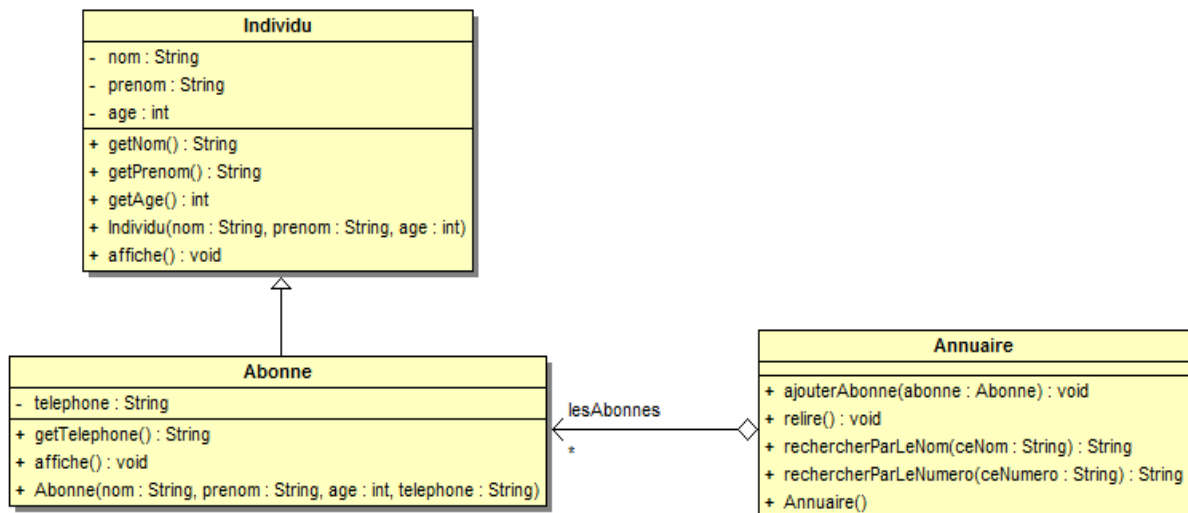 Individu
- nom : String
- prenom : String
- age : int
+ getNom() : String
+ getPrenom() : String
+ getAge() : int
+ Individu(nom : String, prenom : String, age : int)
+ affiche() : void
Abonne
- telephone : String
+ getTelephone() : String
+ affiche() : void
+ Abonne(nom : String, prenom : String, age : int, telephone : String)
lesAbonnes
*
Annuaire
+ ajouterAbonne(abonne : Abonne) : void
+ relire() : void
+ rechercherParLeNom(ceNom : String) : String
+ rechercherParLeNumero(ceNumero : String) : String
+ Annuaire()